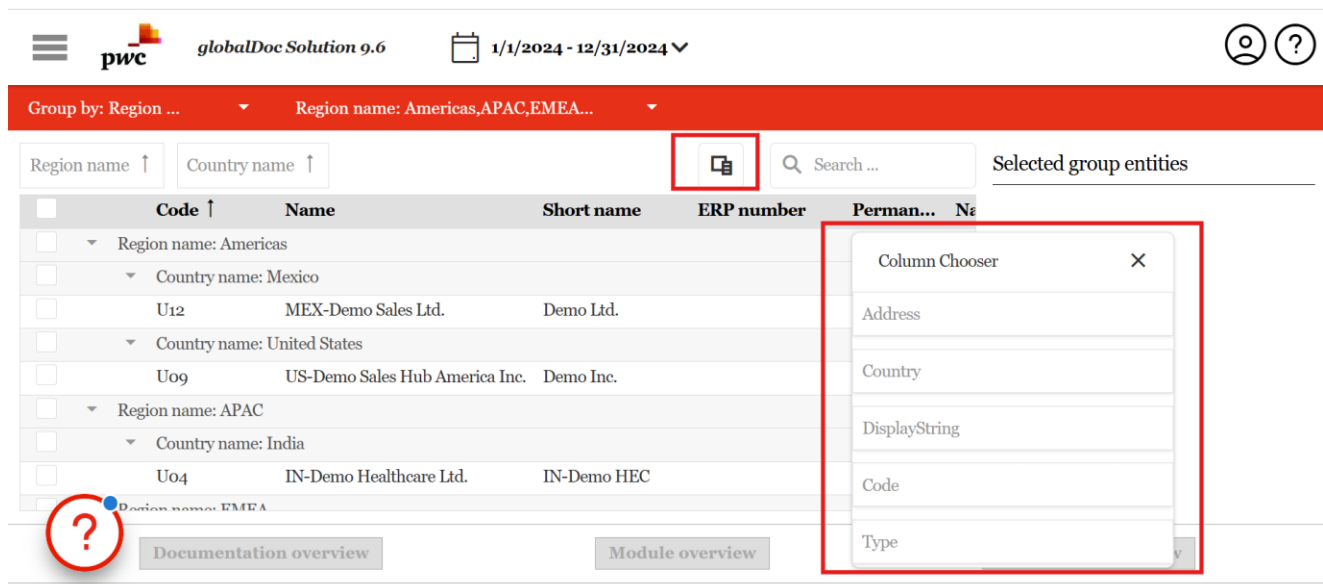 pwc globalDoc Solution 9.6 1/1/2024 - 12/31/2024 ?
Group by: Region ... Region name: Americas,APAC,EMEA...
Region name ↑ Country name ↑ Search ... Selected group entities
Code ↑ Name Short name ERP number Perman... Na
Region name: Americas
Column Chooser
Country name: Mexico
U12 MEX-Demo Sales Ltd. Demo Ltd.
Address
Country name: United States
U09 US-Demo Sales Hub America Inc. Demo Inc.
Country
Region name: APAC
DisplayString
Country name: India
U04 IN-Demo Healthcare Ltd. IN-Demo HEC
Code
Region name: EMEA
?
Type
Documentation overview Module overview